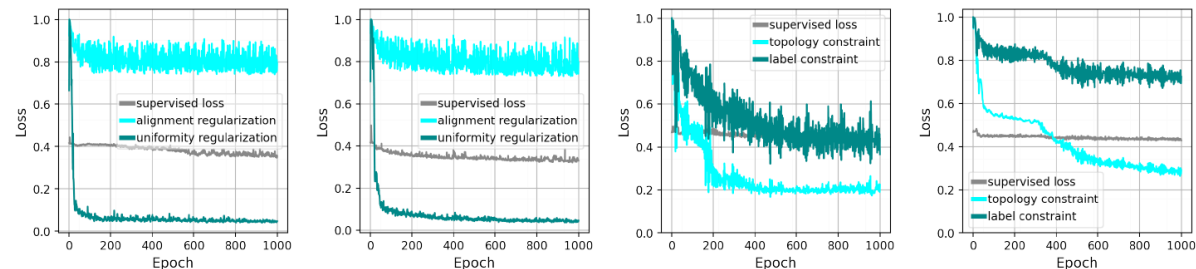 1.0
0.8
0.6
0.4
0.2
0.0
Loss
supervised loss
alignment regularization
uniformity regularization
0 200 400 600 800 1000
Epoch
1.0
0.8
0.6
0.4
0.2
0.0
Loss
supervised loss
alignment regularization
uniformity regularization
0 200 400 600 800 1000
Epoch
1.0
0.8
0.6
0.4
0.2
0.0
Loss
supervised loss
topology constraint
label constraint
0 200 400 600 800 1000
Epoch
1.0
0.8
0.6
0.4
0.2
0.0
Loss
supervised loss
topology constraint
label constraint
0 200 400 600 800 1000
Epoch